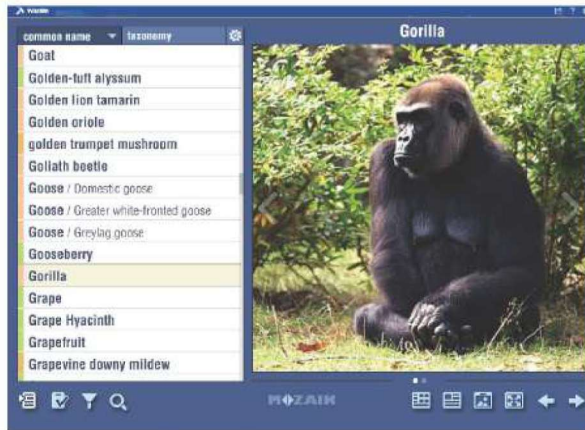 common name
taxonomy
Gorilla
Goat
Golden-tuft alyssum
Golden lion tamarin
Golden oriole
golden trumpet mushroom
Goliath beetle
Goose / Domestic goose
Goose / Greater white-fronted goose
Goose / Greylag goose
Gooseberry
Gorilla
Grape
Grape Hyacinth
Grapefruit
Grapevine downy mildew
MOZAIK